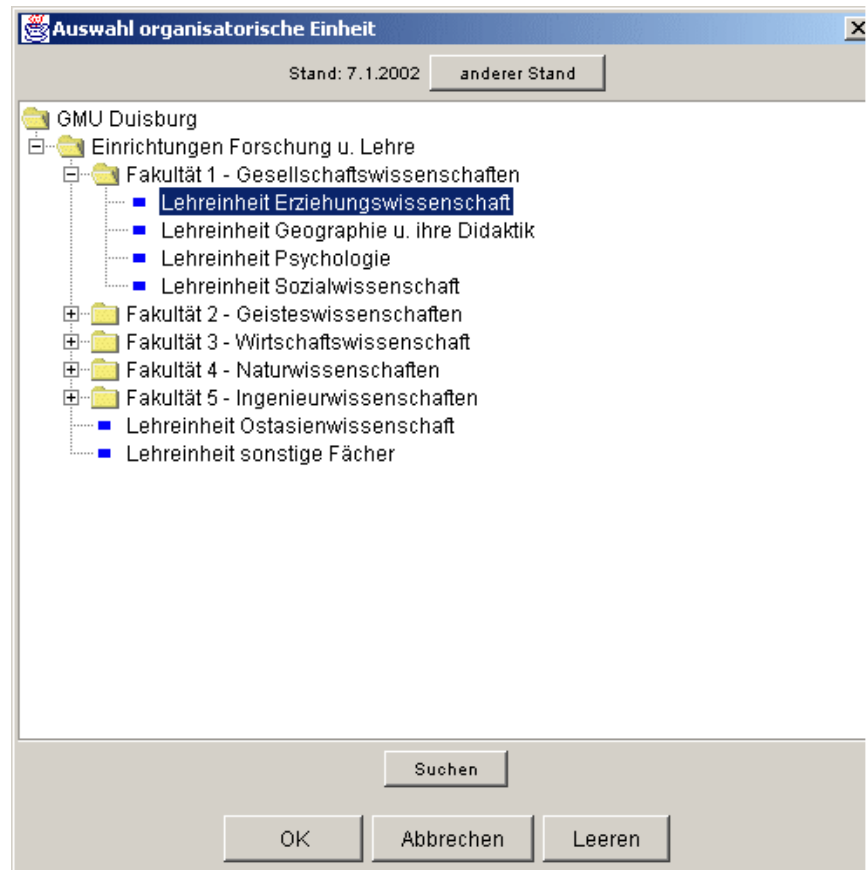 Auswahl organisatorische Einheit
Stand: 7.1.2002 anderer Stand
GMU Duisburg
Einrichtungen Forschung u. Lehre
Fakultät 1 - Gesellschaftswissenschaften
Lehreinheit Erziehungswissenschaft
Lehreinheit Geographie u. ihre Didaktik
Lehreinheit Psychologie
Lehreinheit Sozialwissenschaft
Fakultät 2 - Geisteswissenschaften
Fakultät 3 - Wirtschaftswissenschaft
Fakultät 4 - Naturwissenschaften
Fakultät 5 - Ingenieurwissenschaften
Lehreinheit Ostasienwissenschaft
Lehreinheit sonstige Fächer
Suchen
OK Abbrechen Leeren